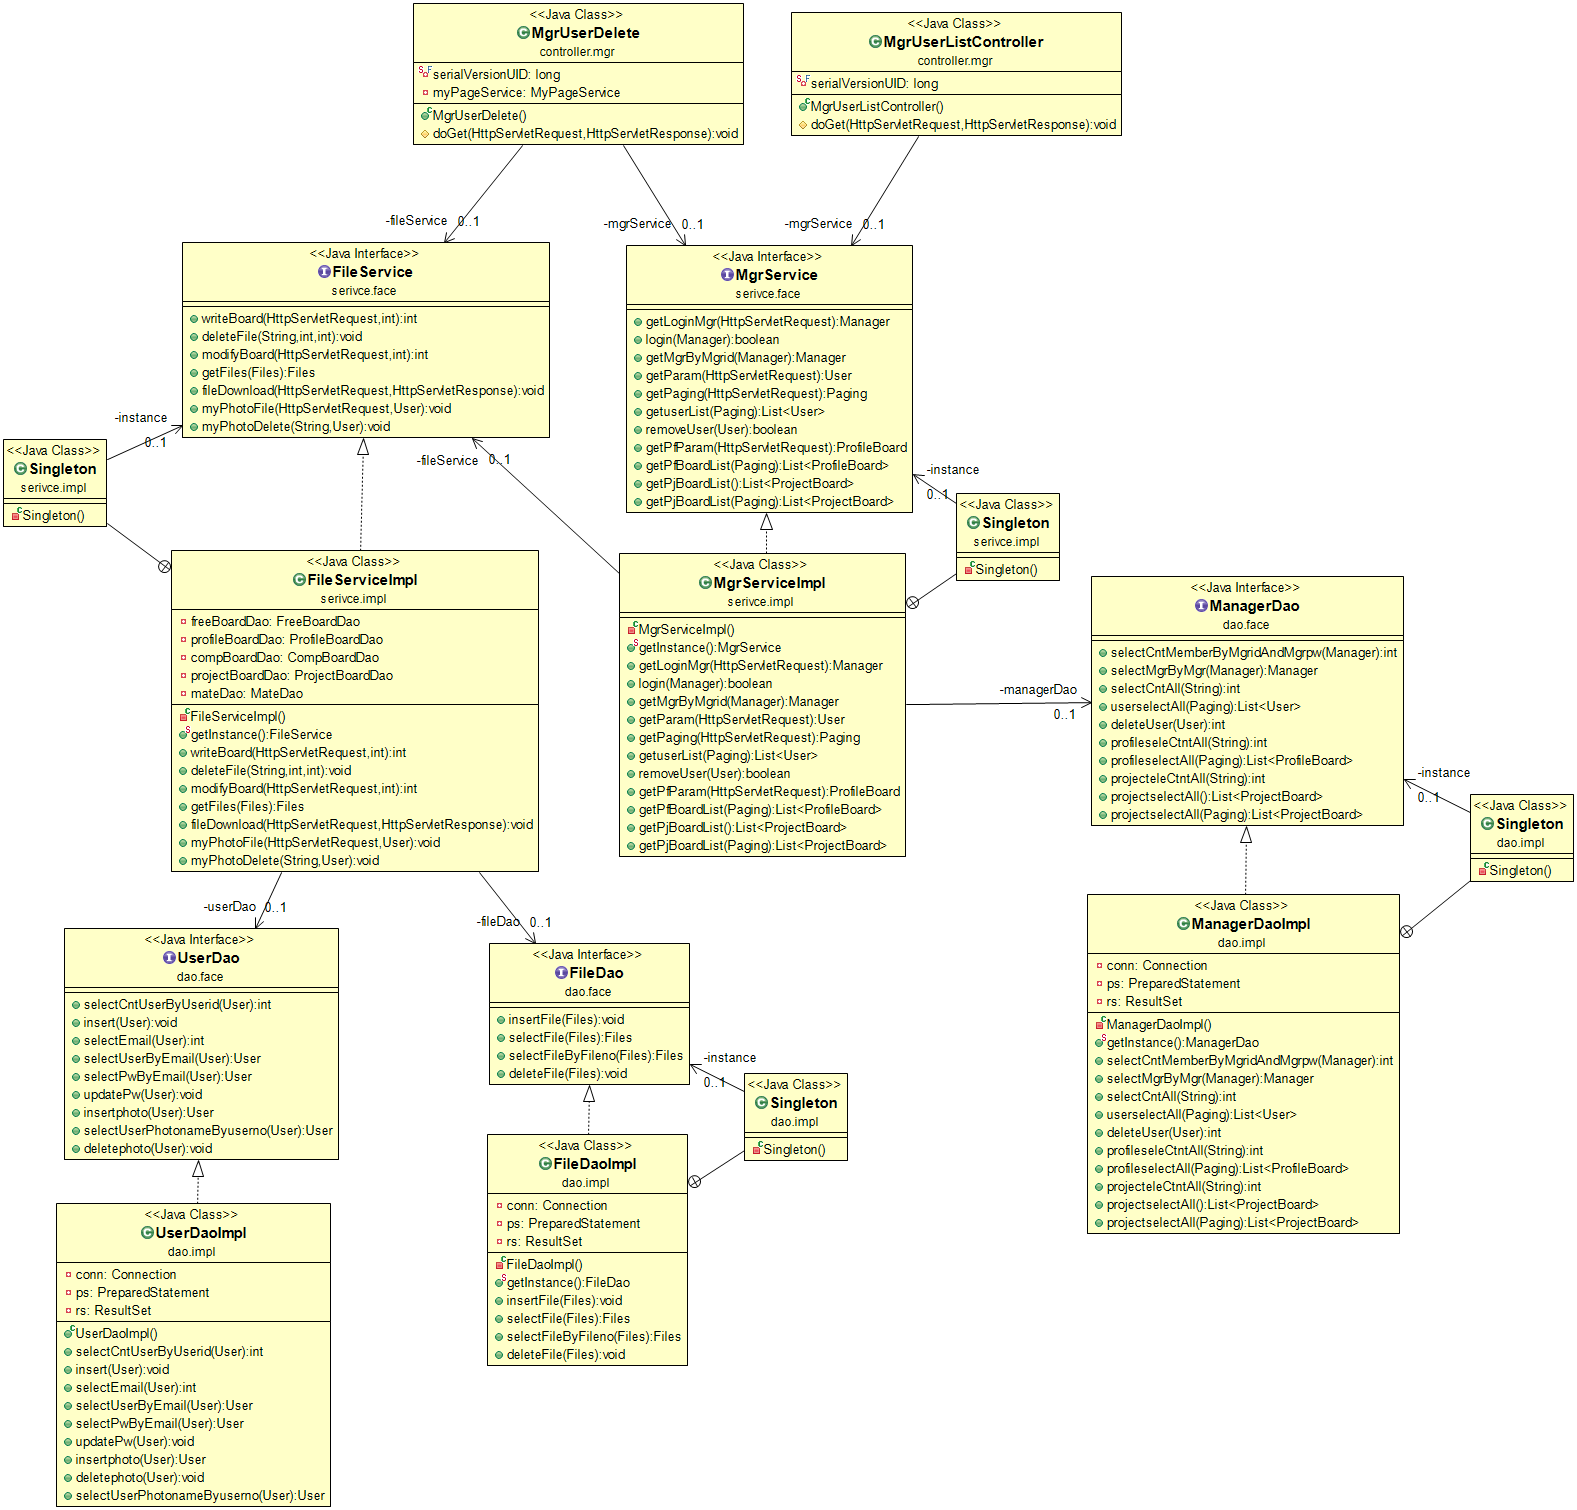 <<Java Class>>
MgrUserDelete
controller.mgr
serialVersionUID: long
myPageService: MyPageService
MgrUserDelete()
doGet(HttpServletRequest,HttpServletResponse):void
<<Java Class>>
MgrUserListController
controller.mgr
serialVersionUID: long
MgrUserListController()
doGet(HttpServletRequest,HttpServletResponse):void
-fileService 0..1
-mgrService 0..1
-mgrService 0..1
<<Java Interface>>
FileService
serivce.face
writeBoard(HttpServletRequest,int):int
deleteFile(String,int,int):void
modifyBoard(HttpServletRequest,int):int
getFiles(Files):Files
fileDownload(HttpServletRequest,HttpServletResponse):void
myPhotoFile(HttpServletRequest,User):void
myPhotoDelete(String,User):void
<<Java Interface>>
MgrService
serivce.face
getLoginMgr(HttpServletRequest):Manager
login(Manager):boolean
getMgrByMgrid(Manager):Manager
getParam(HttpServletRequest):User
getPaging(HttpServletRequest):Paging
getuserList(Paging):List<User>
removeUser(User):boolean
getPfParam(HttpServletRequest):ProfileBoard
getPfBoardList(Paging):List<ProfileBoard>
getPjBoardList():List<ProjectBoard>
getPjBoardList(Paging):List<ProjectBoard>
-instance
0..1
<<Java Class>>
Singleton
serivce.impl
Singleton()
-fileService 0..1
-instance
0..1
<<Java Class>>
Singleton
serivce.impl
Singleton()
<<Java Class>>
FileServiceImpl
serivce.impl
freeBoardDao: FreeBoardDao
profileBoardDao: ProfileBoardDao
compBoardDao: CompBoardDao
projectBoardDao: ProjectBoardDao
mateDao: MateDao
FileServiceImpl()
getInstance():FileService
writeBoard(HttpServletRequest,int):int
deleteFile(String,int,int):void
modifyBoard(HttpServletRequest,int):int
getFiles(Files):Files
fileDownload(HttpServletRequest,HttpServletResponse):void
myPhotoFile(HttpServletRequest,User):void
myPhotoDelete(String,User):void
<<Java Class>>
MgrServiceImpl
serivce.impl
MgrServiceImpl()
getInstance():MgrService
getLoginMgr(HttpServletRequest):Manager
login(Manager):boolean
getMgrByMgrid(Manager):Manager
getParam(HttpServletRequest):User
getPaging(HttpServletRequest):Paging
getuserList(Paging):List<User>
removeUser(User):boolean
getPfParam(HttpServletRequest):ProfileBoard
getPfBoardList(Paging):List<ProfileBoard>
getPjBoardList():List<ProjectBoard>
getPjBoardList(Paging):List<ProjectBoard>
-managerDao
0..1
<<Java Interface>>
ManagerDao
dao.face
selectCntMemberByMgridAndMgrpw(Manager):int
selectMgrByMgr(Manager):Manager
selectCntAll(String):int
userselectAll(Paging):List<User>
deleteUser(User):int
profileseleCtntAll(String):int
profileselectAll(Paging):List<ProfileBoard>
projecteleCtntAll(String):int
projectselectAll():List<ProjectBoard>
projectselectAll(Paging):List<ProjectBoard>
-instance
0..1
<<Java Class>>
Singleton
dao.impl
Singleton()
<<Java Class>>
ManagerDaoImpl
dao.impl
conn: Connection
ps: PreparedStatement
rs: ResultSet
ManagerDaoImpl()
getInstance():ManagerDao
selectCntMemberByMgridAndMgrpw(Manager):int
selectMgrByMgr(Manager):Manager
selectCntAll(String):int
userselectAll(Paging):List<User>
deleteUser(User):int
profileseleCtntAll(String):int
profileselectAll(Paging):List<ProfileBoard>
projecteleCtntAll(String):int
projectselectAll():List<ProjectBoard>
projectselectAll(Paging):List<ProjectBoard>
-userDao 0..1
-fileDao 0..1
<<Java Interface>>
UserDao
dao.face
selectCntUserByUserid(User):int
insert(User):void
selectEmail(User):int
selectUserByEmail(User):User
selectPwByEmail(User):User
updatePw(User):void
insertphoto(User):User
selectUserPhotonameByuserno(User):User
deletephoto(User):void
<<Java Interface>>
FileDao
dao.face
insertFile(Files):void
selectFile(Files):Files
selectFileByFileno(Files):Files
deleteFile(Files):void
-instance
0..1
<<Java Class>>
Singleton
dao.impl
Singleton()
<<Java Class>>
FileDaoImpl
dao.impl
conn: Connection
ps: PreparedStatement
rs: ResultSet
FileDaoImpl()
getInstance():FileDao
insertFile(Files):void
selectFile(Files):Files
selectFileByFileno(Files):Files
deleteFile(Files):void
<<Java Class>>
UserDaoImpl
dao.impl
conn: Connection
ps: PreparedStatement
rs: ResultSet
UserDaoImpl()
selectCntUserByUserid(User):int
insert(User):void
selectEmail(User):int
selectUserByEmail(User):User
selectPwByEmail(User):User
updatePw(User):void
insertphoto(User):User
deletephoto(User):void
selectUserPhotonameByuserno(User):User